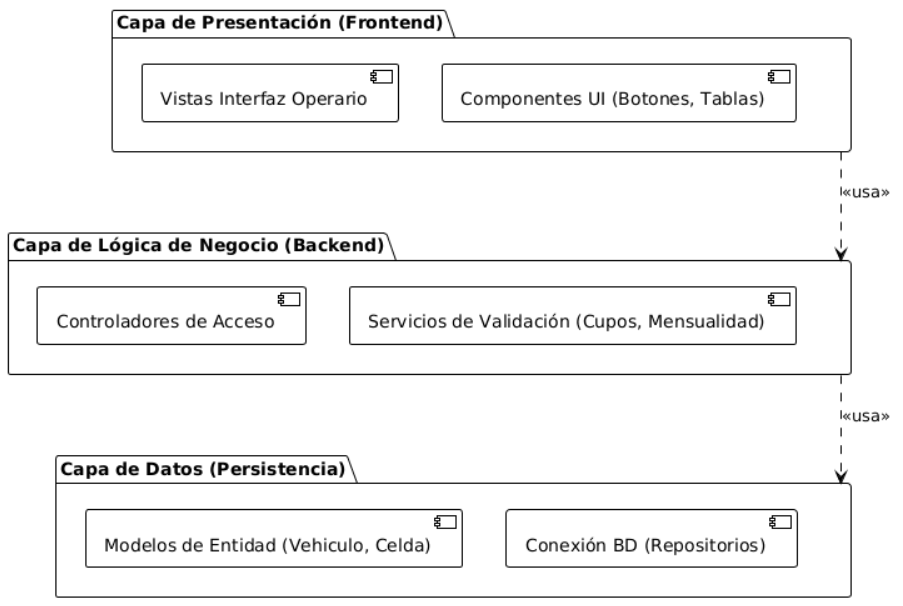 Capa de Presentación (Frontend)
Vistas Interfaz Operario
Componentes UI (Botones, Tablas)
«usa»
Capa de Lógica de Negocio (Backend)
Controladores de Acceso
Servicios de Validación (Cupos, Mensualidad)
«usa»
Capa de Datos (Persistencia)
Modelos de Entidad (Vehiculo, Celda)
Conexión BD (Repositorios)